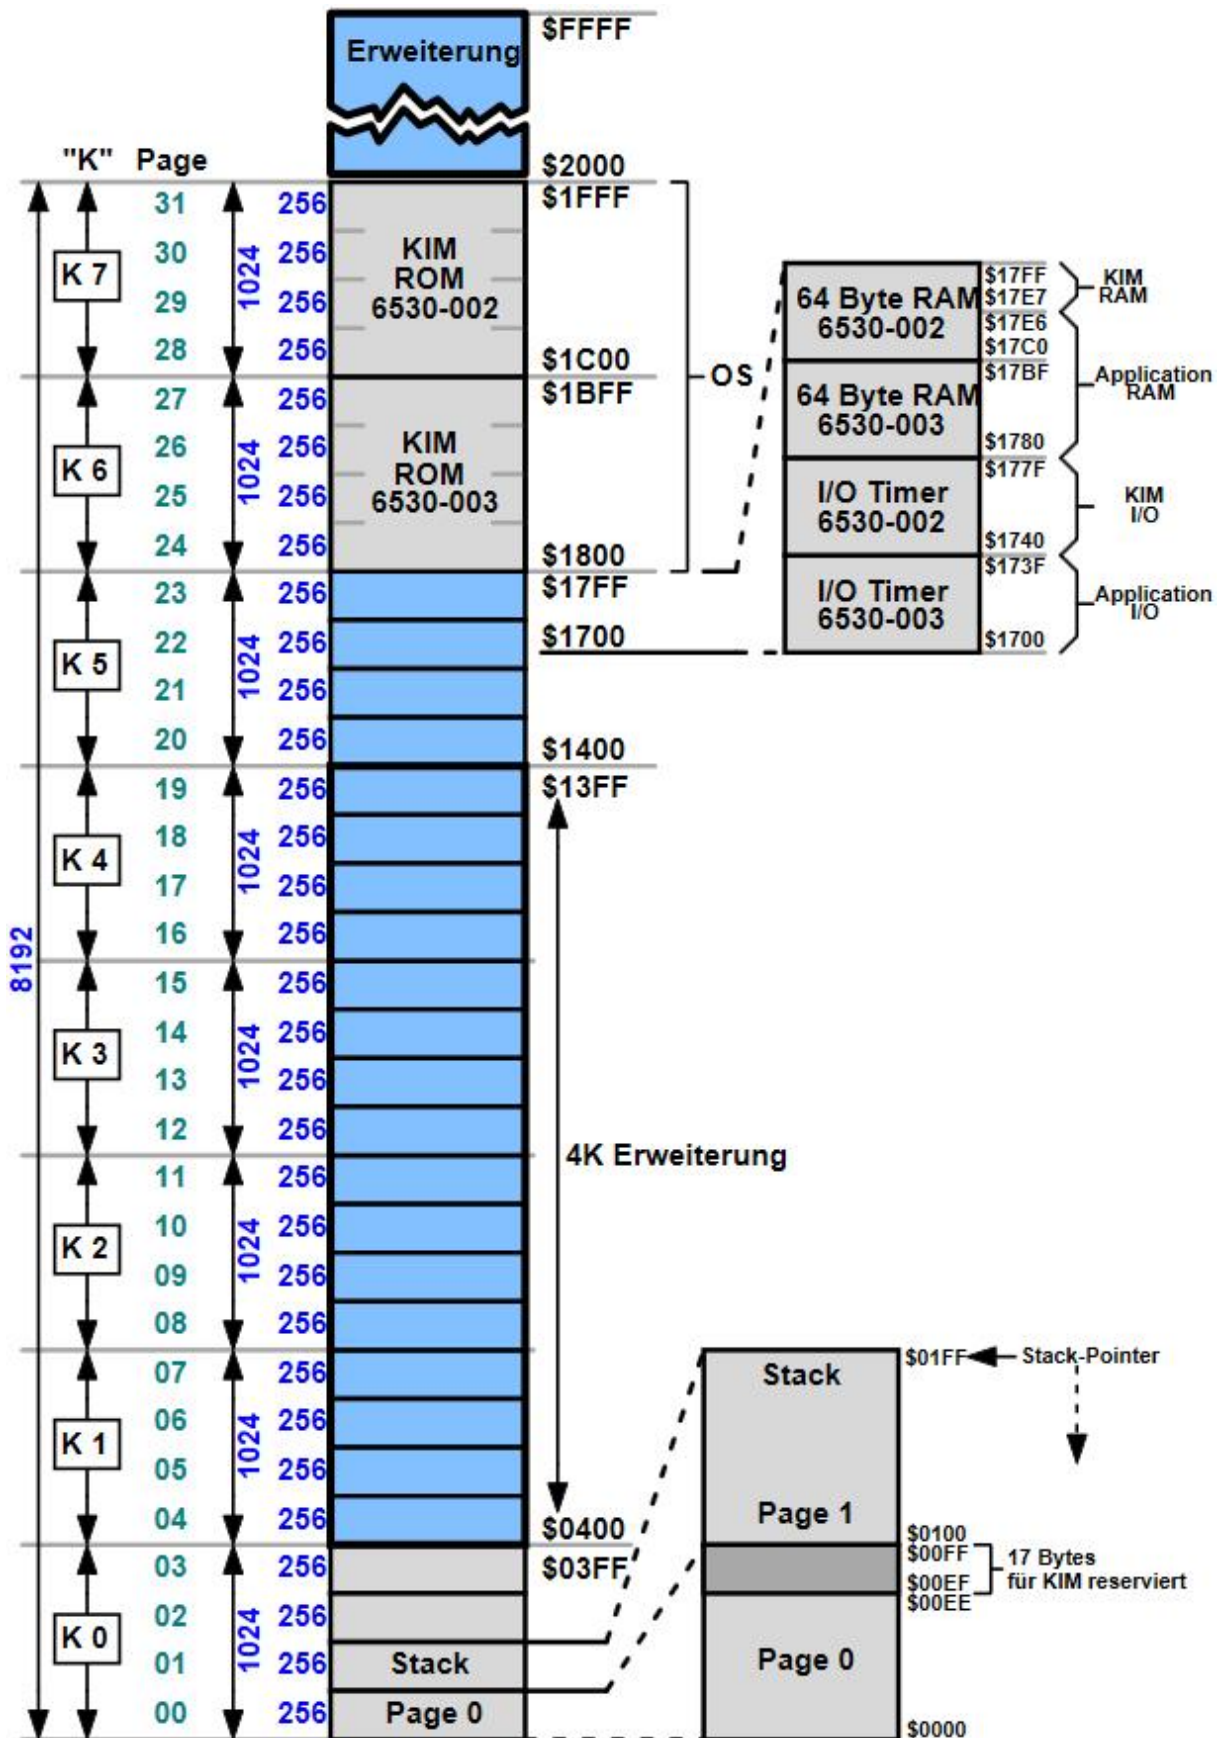 $FFFF
Erweiterung
$2000
"K" Page
31 256 $1FFF
30 256
29 256
28 256 $1C00
K 7
1024
KIM
ROM
6530-002
27 256 $1BFF
26 256
25 256
24 256 $1800
K 6
1024
KIM
ROM
6530-003
OS
23 256 $17FF
22 256 $1700
21 256
20 256 $1400
K 5
1024
19 256 $13FF
18 256
17 256
16 256
K 4
1024
8192
15 256
14 256
13 256
12 256
K 3
1024
4K Erweiterung
11 256
10 256
09 256
08 256
K 2
1024
07 256
06 256
05 256
04 256 $0400
K 1
1024
03 256 $03FF
02 256
01 256 Stack
00 256 Page 0
K 0
1024
64 Byte RAM
6530-002
$17FF
$17E7
KIM
RAM
$17E6
$17C0
64 Byte RAM
6530-003
$17BF
$1780
Application
RAM
I/O Timer
6530-002
$177F
$1740
KIM
I/O
I/O Timer
6530-003
$173F
$1700
Application
I/O
Stack
$01FF
Stack-Pointer
Page 1
$0100
$00FF
$00EF
17 Bytes
für KIM reserviert
$00EE
Page 0
$0000